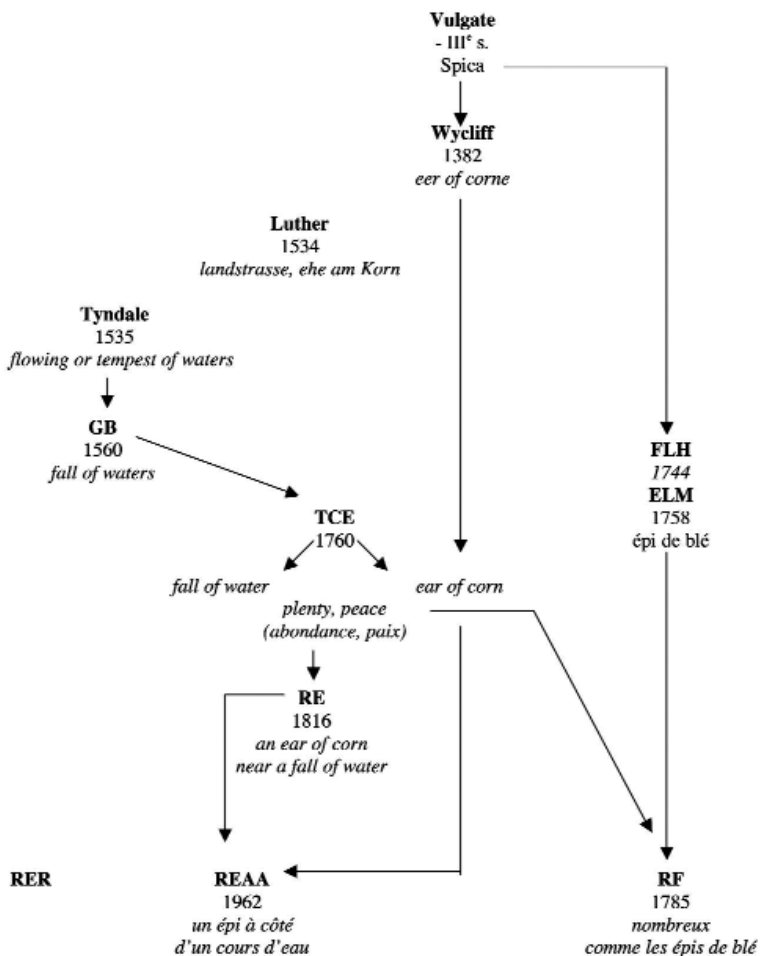 Vulgate
- IIIe s.
Spica
Wycliff
1382
eer of corne
Luther
1534
landstrasse, ehe am Korn
Tyndale
1535
flowing or tempest of waters
GB
1560
fall of waters
FLH
1744
ELM
1758
épi de blé
TCE
1760
fall of water
ear of corn
plenty, peace
(abondance, paix)
RE
1816
an ear of corn
near a fall of water
RER
REAA
1962
un épi à côté
d'un cours d'eau
RF
1785
nombreux
comme les épis de blé